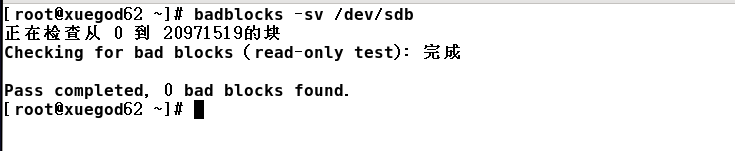 [root@xuegod62 ~]# badblocks -sv /dev/sdb
正在检查从 0 到 20971519的块
Checking for bad blocks (read-only test): 完成
Pass completed, 0 bad blocks found.
[root@xuegod62 ~]#